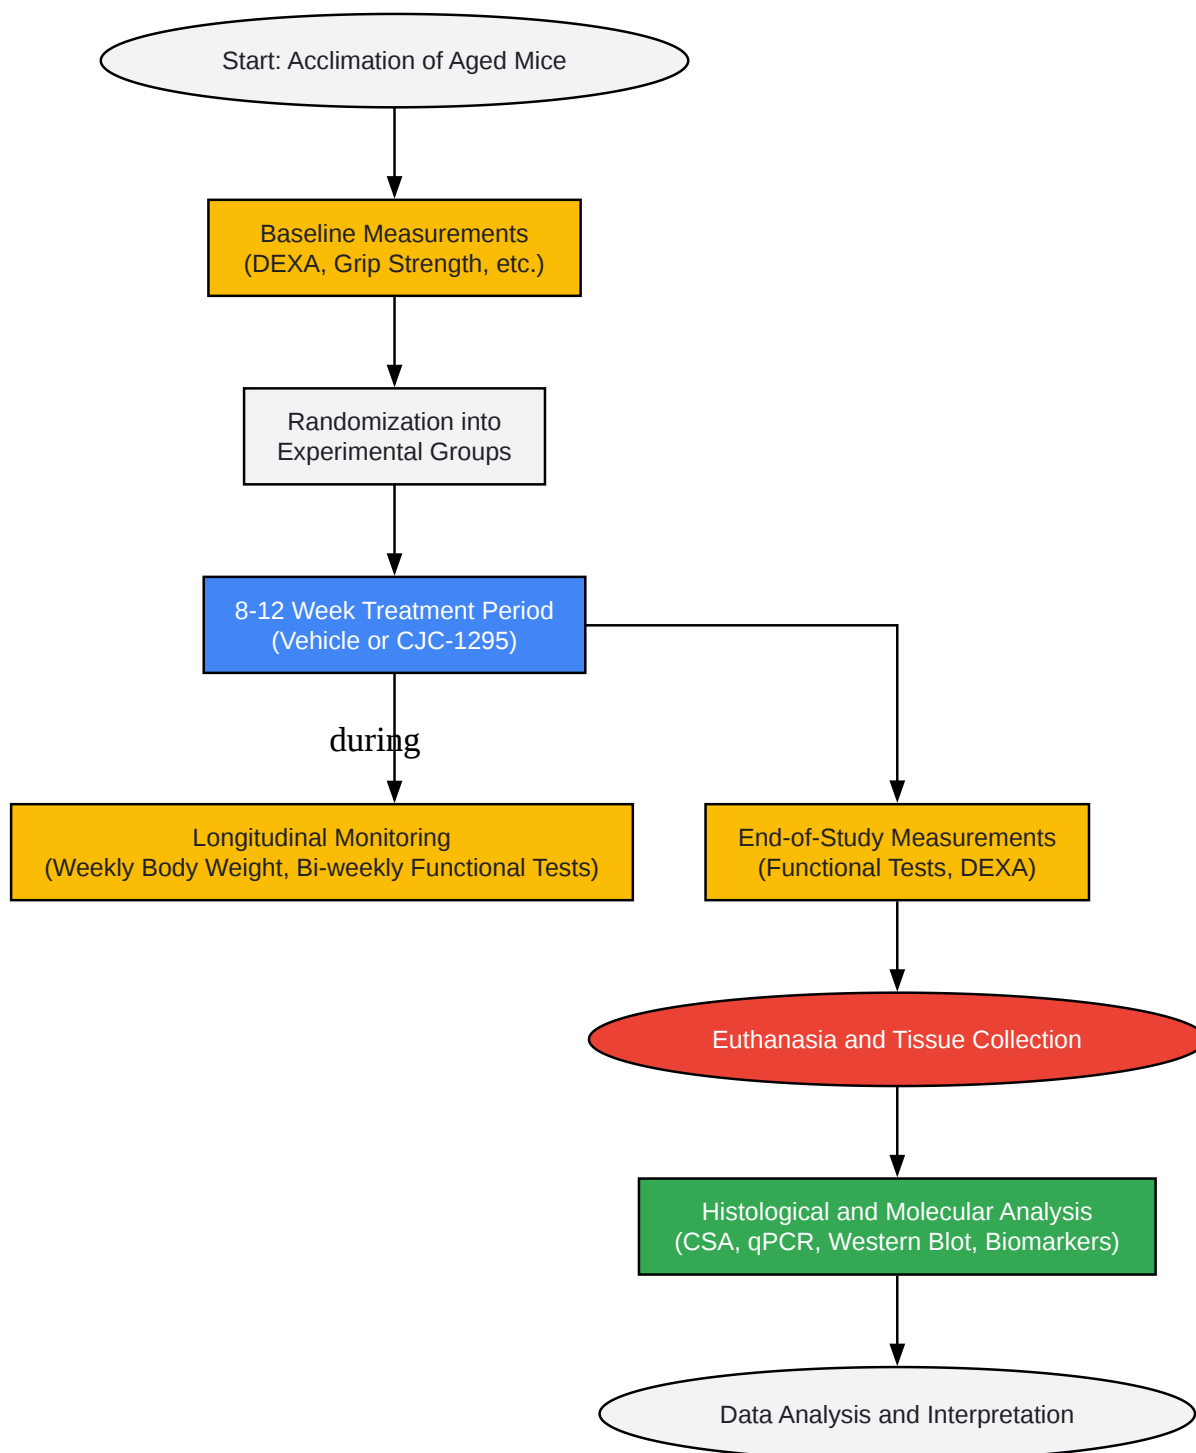 Start: Acclimation of Aged Mice
Baseline Measurements
(DEXA, Grip Strength, etc.)
Randomization into
Experimental Groups
8-12 Week Treatment Period
(Vehicle or CJC-1295)
during
Longitudinal Monitoring
(Weekly Body Weight, Bi-weekly Functional Tests)
End-of-Study Measurements
(Functional Tests, DEXA)
Euthanasia and Tissue Collection
Histological and Molecular Analysis
(CSA, qPCR, Western Blot, Biomarkers)
Data Analysis and Interpretation